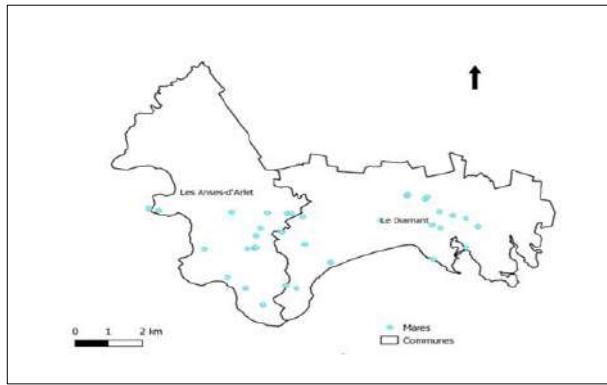 Les Anses-d'Arlet
Le Diamant
Mares
Communes
0 1 2 km